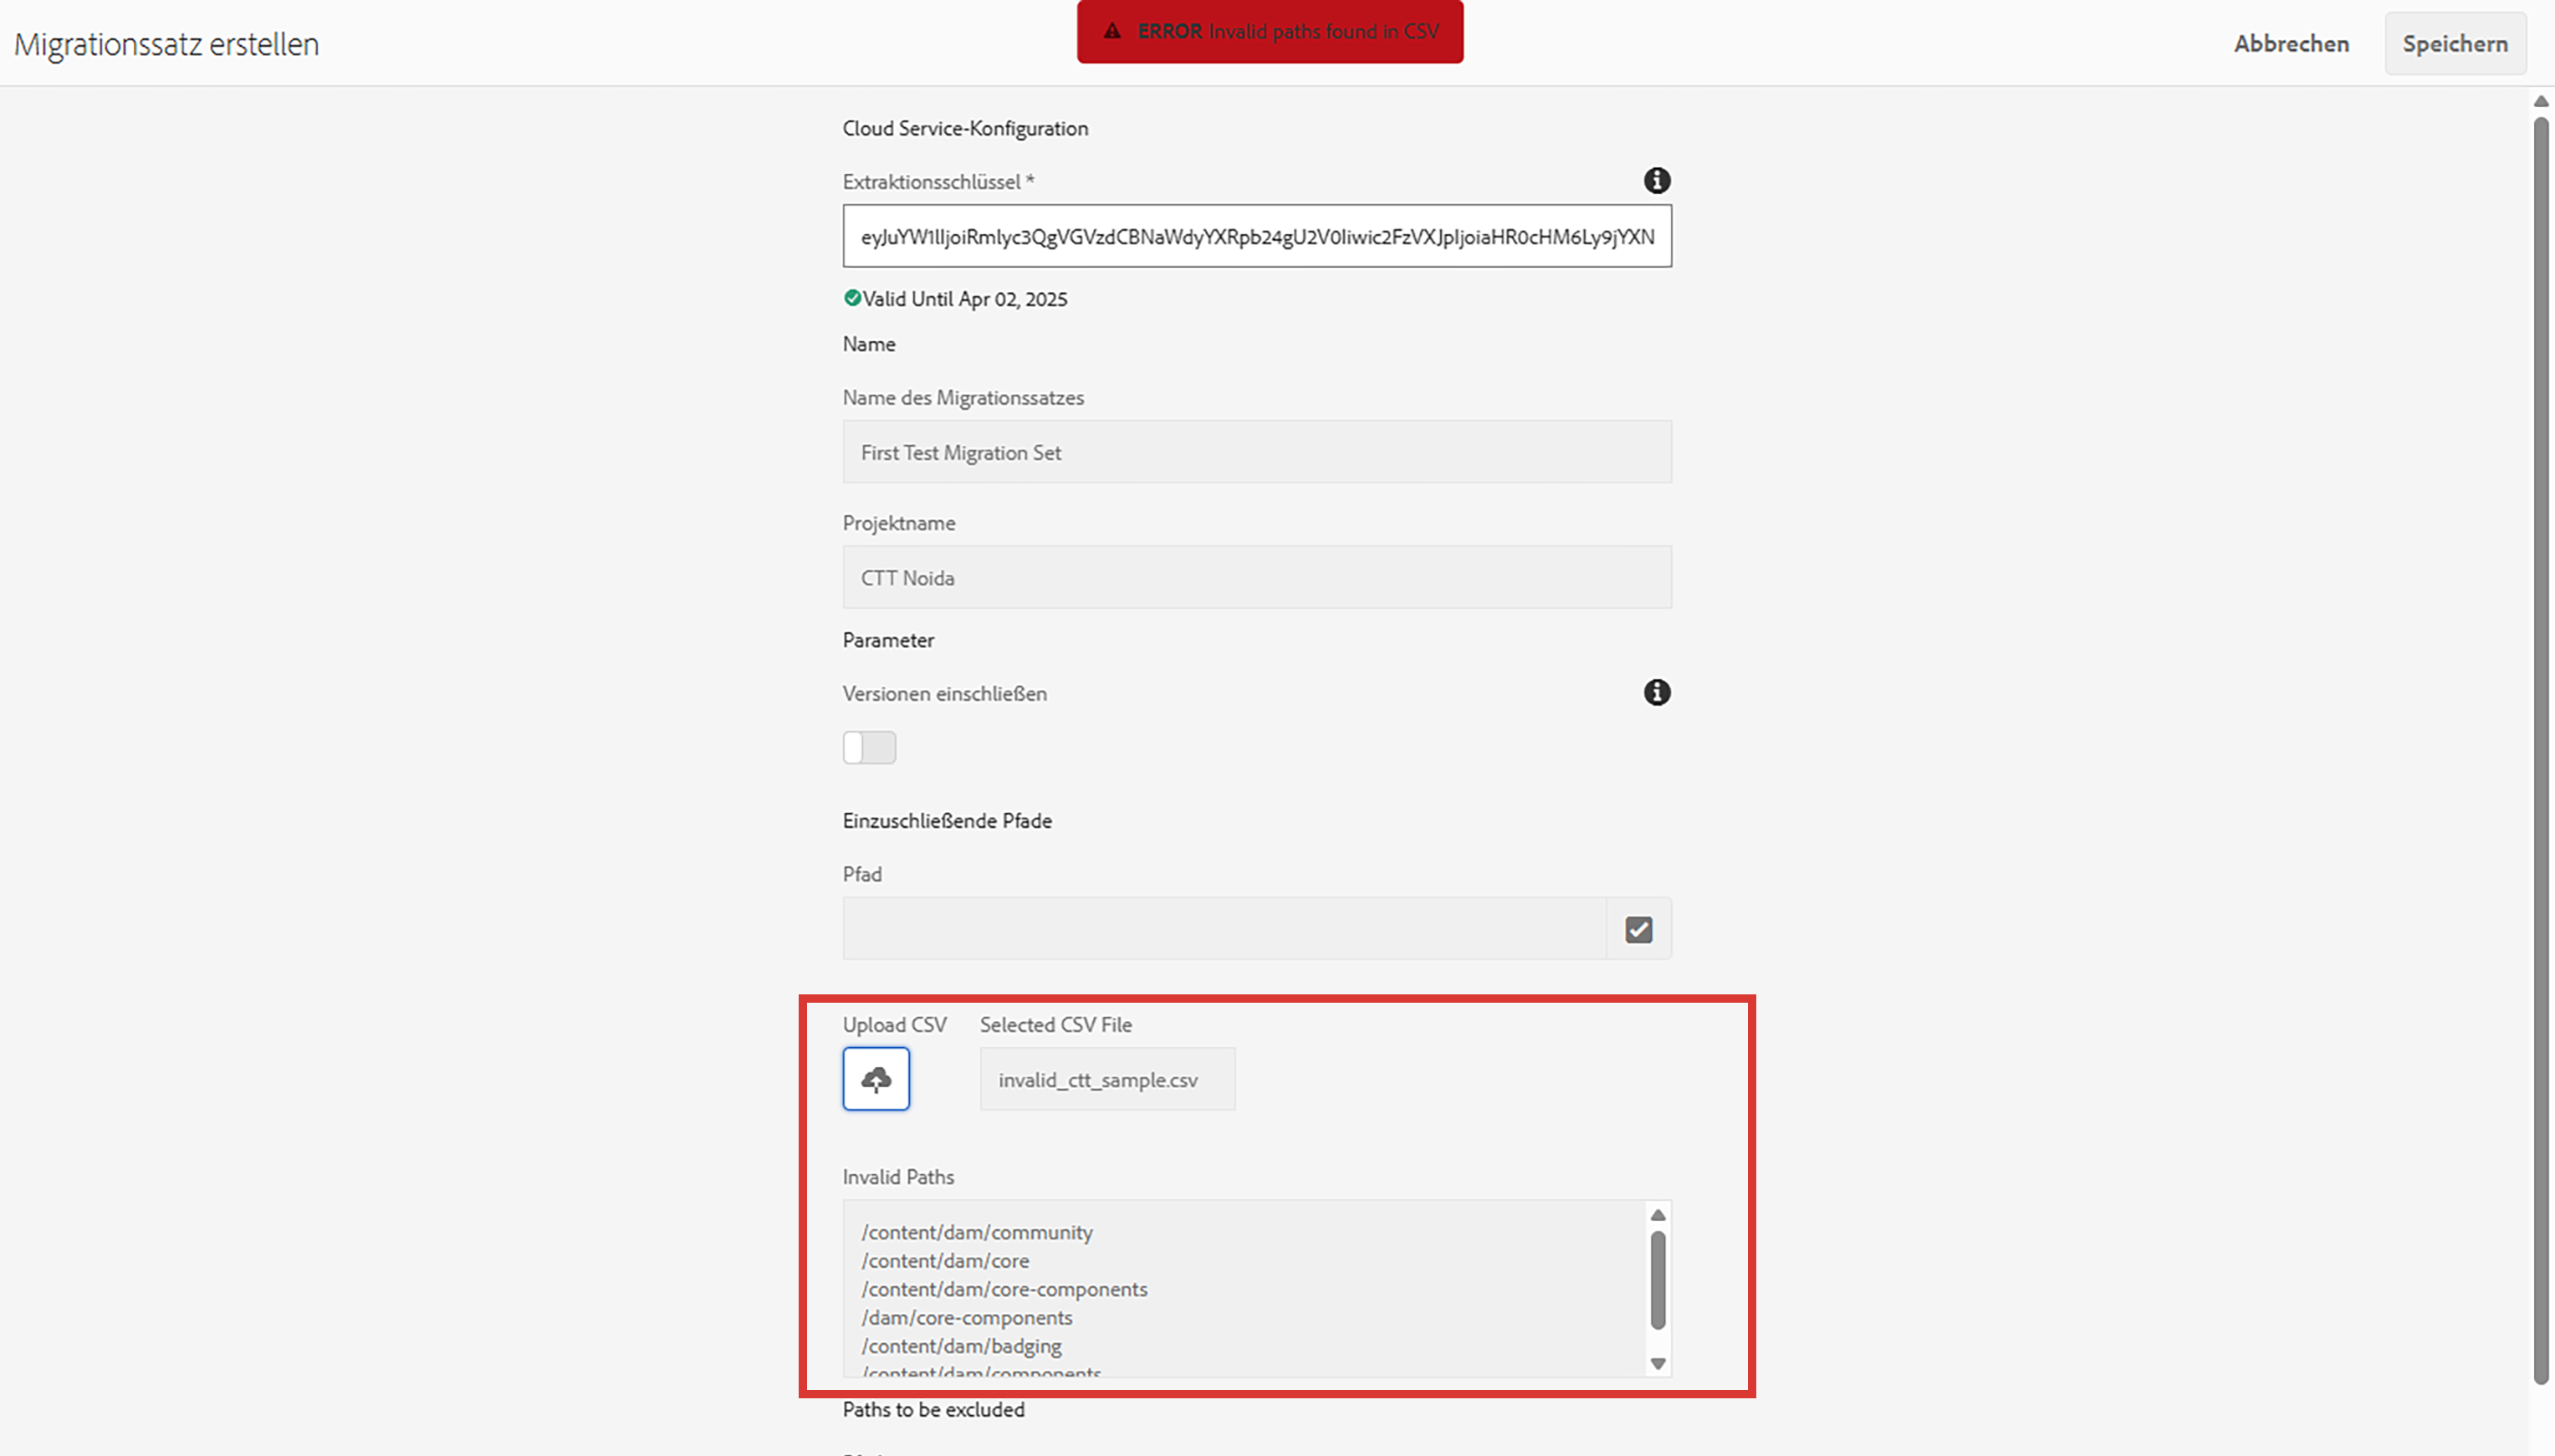 Migrationssatz erstellen
ERROR Invalid paths found in CSV
Abbrechen
Speichern
Cloud Service-Konfiguration
Extraktionsschlüssel *
eyJuYW1lIjoiRmlyc3QgVGVzdCBNaWdyYXRpb24gU2V0Iiwic2FzVXJpIjoiaHR0cHM6Ly9jYXN
Valid Until Apr 02, 2025
Name
Name des Migrationssatzes
First Test Migration Set
Projektname
CTT Noida
Parameter
Versionen einschließen
Einzuschließende Pfade
Pfad
Upload CSV
Selected CSV File
invalid_ctt_sample.csv
Invalid Paths
/content/dam/community
/content/dam/core
/content/dam/core-components
/dam/core-components
/content/dam/badging
/content/dam/components
Paths to be excluded